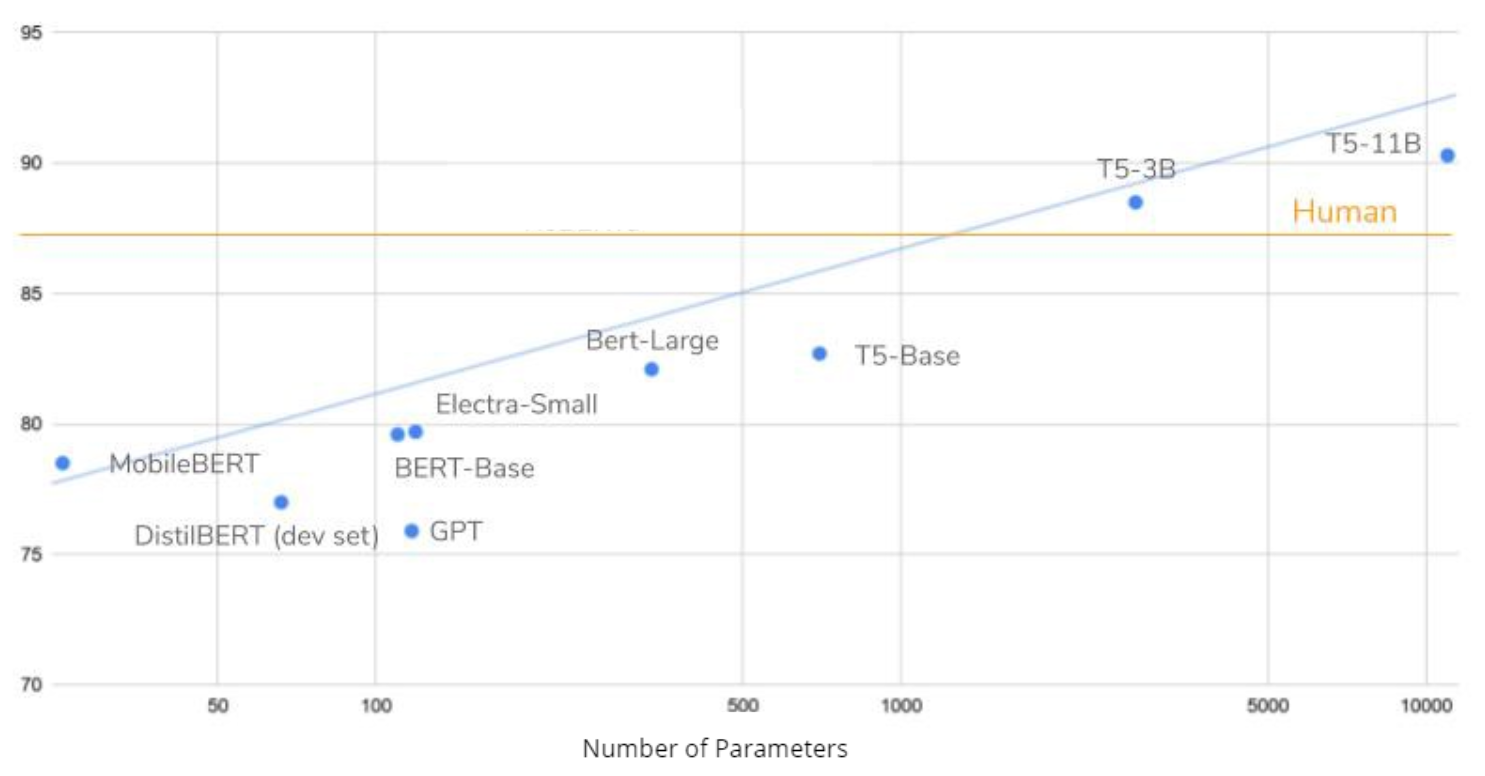 95
90
85
80
75
70
T5-11B
T5-3B
Human
Bert-Large
T5-Base
Electra-Small
MobileBERT
BERT-Base
DistilBERT (dev set)
GPT
50
100
500
1000
5000
10000
Number of Parameters